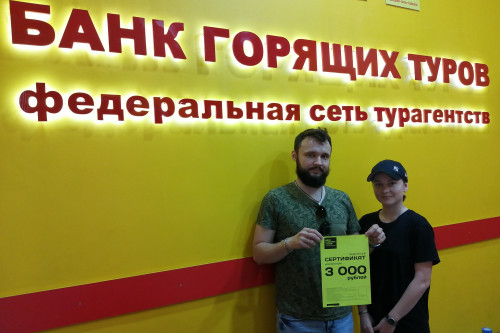 БАНК ГОРЯЩИХ ТУРОВ
федеральная сеть турагентств
СЕРТИФИКАТ
3 000
рублей